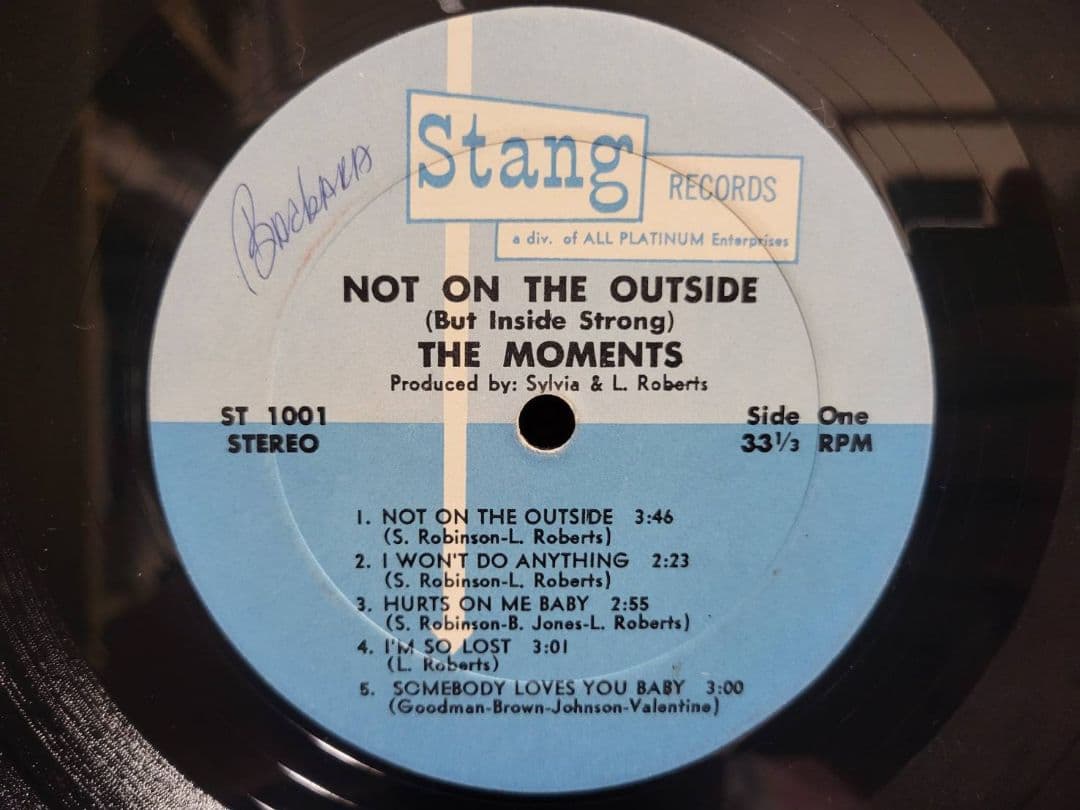 Barbara
Stang
RECORDS
a div. of ALL PLATINUM Enterprises
NOT ON THE OUTSIDE
(But Inside Strong)
THE MOMENTS
Produced by: Sylvia & L. Roberts
ST 1001
STEREO
Side One
33 1/3 RPM
1. NOT ON THE OUTSIDE 3:46
(S. Robinson-L. Roberts)
2. I WON'T DO ANYTHING 2:23
(S. Robinson-L. Roberts)
3. HURTS ON ME BABY 2:55
(S. Robinson-B. Jones-L. Roberts)
4. I'M SO LOST 3:01
(L. Roberts)
5. SOMEBODY LOVES YOU BABY 3:00
(Goodman-Brown-Johnson-Valentine)